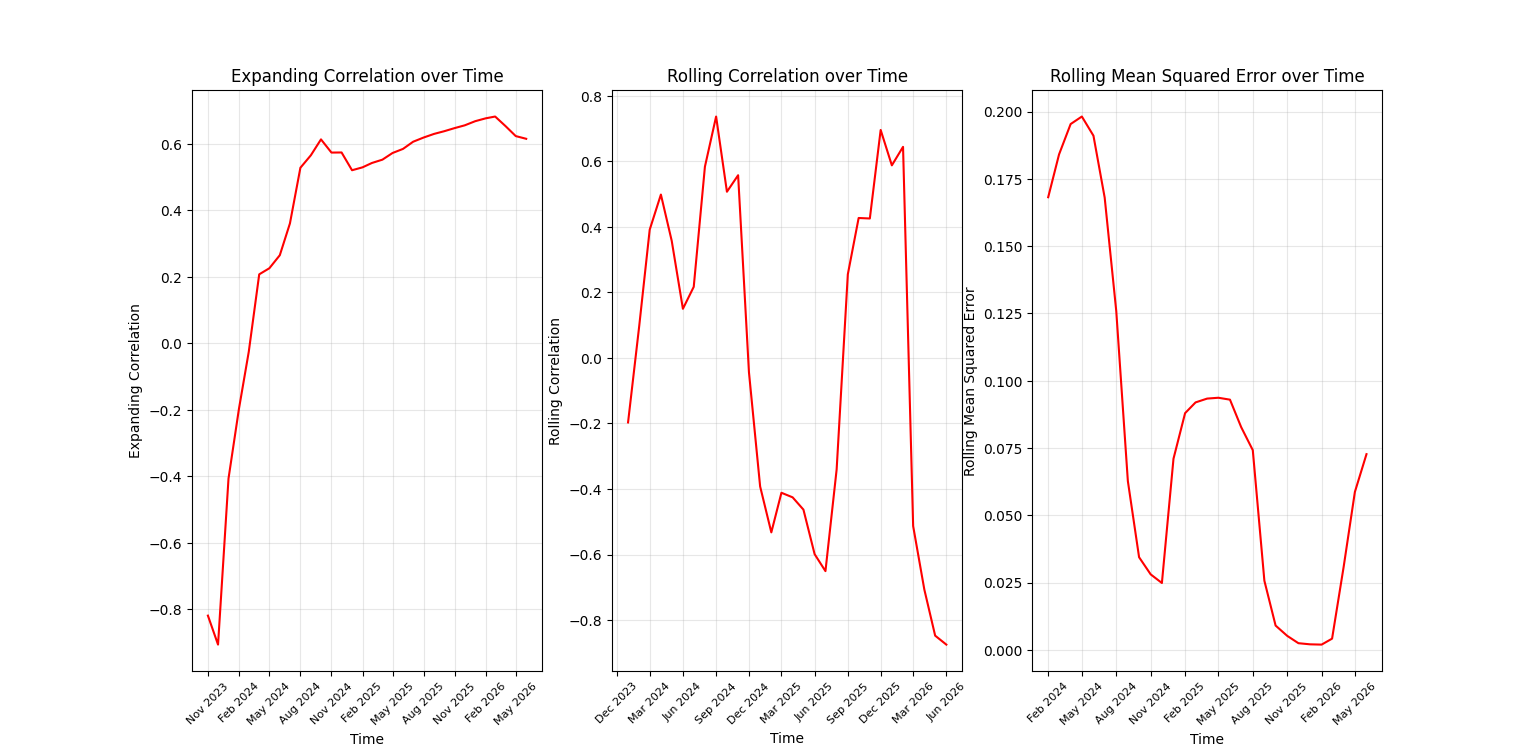 Expanding Correlation over Time
Expanding Correlation
0.6
0.4
0.2
0.0
−0.2
−0.4
−0.6
−0.8
Nov 2023
Feb 2024
May 2024
Aug 2024
Nov 2024
Feb 2025
May 2025
Aug 2025
Nov 2025
Feb 2026
May 2026
Time
Rolling Correlation over Time
Rolling Correlation
0.8
0.6
0.4
0.2
0.0
−0.2
−0.4
−0.6
−0.8
Dec 2023
Mar 2024
Jun 2024
Sep 2024
Dec 2024
Mar 2025
Jun 2025
Sep 2025
Dec 2025
Mar 2026
Jun 2026
Time
Rolling Mean Squared Error over Time
Rolling Mean Squared Error
0.200
0.175
0.150
0.125
0.100
0.075
0.050
0.025
0.000
Feb 2024
May 2024
Aug 2024
Nov 2024
Feb 2025
May 2025
Aug 2025
Nov 2025
Feb 2026
May 2026
Time